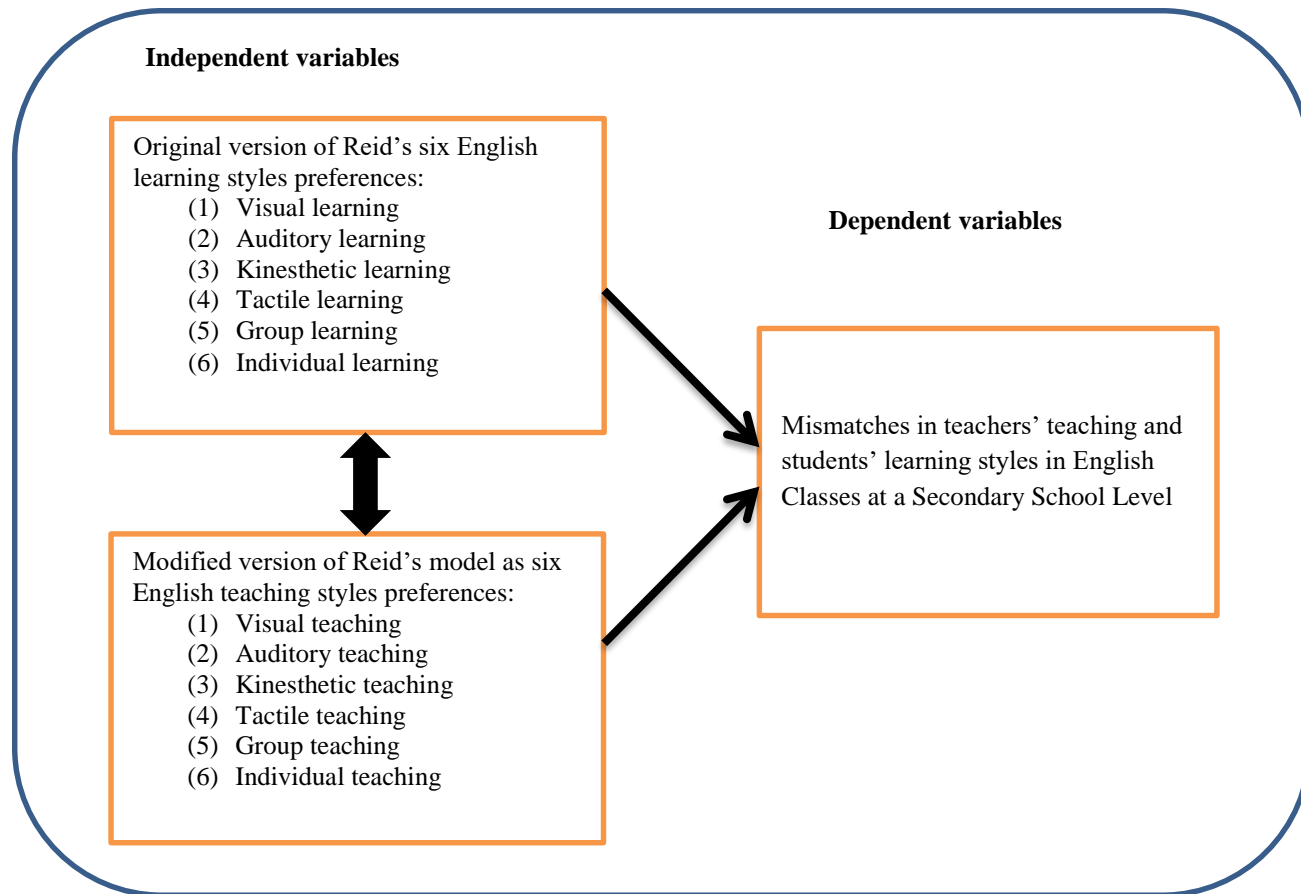 Independent variables
Original version of Reid’s six English
learning styles preferences:
(1) Visual learning
(2) Auditory learning
(3) Kinesthetic learning
(4) Tactile learning
(5) Group learning
(6) Individual learning
Modified version of Reid’s model as six
English teaching styles preferences:
(1) Visual teaching
(2) Auditory teaching
(3) Kinesthetic teaching
(4) Tactile teaching
(5) Group teaching
(6) Individual teaching
Dependent variables
Mismatches in teachers’ teaching and
students’ learning styles in English
Classes at a Secondary School Level